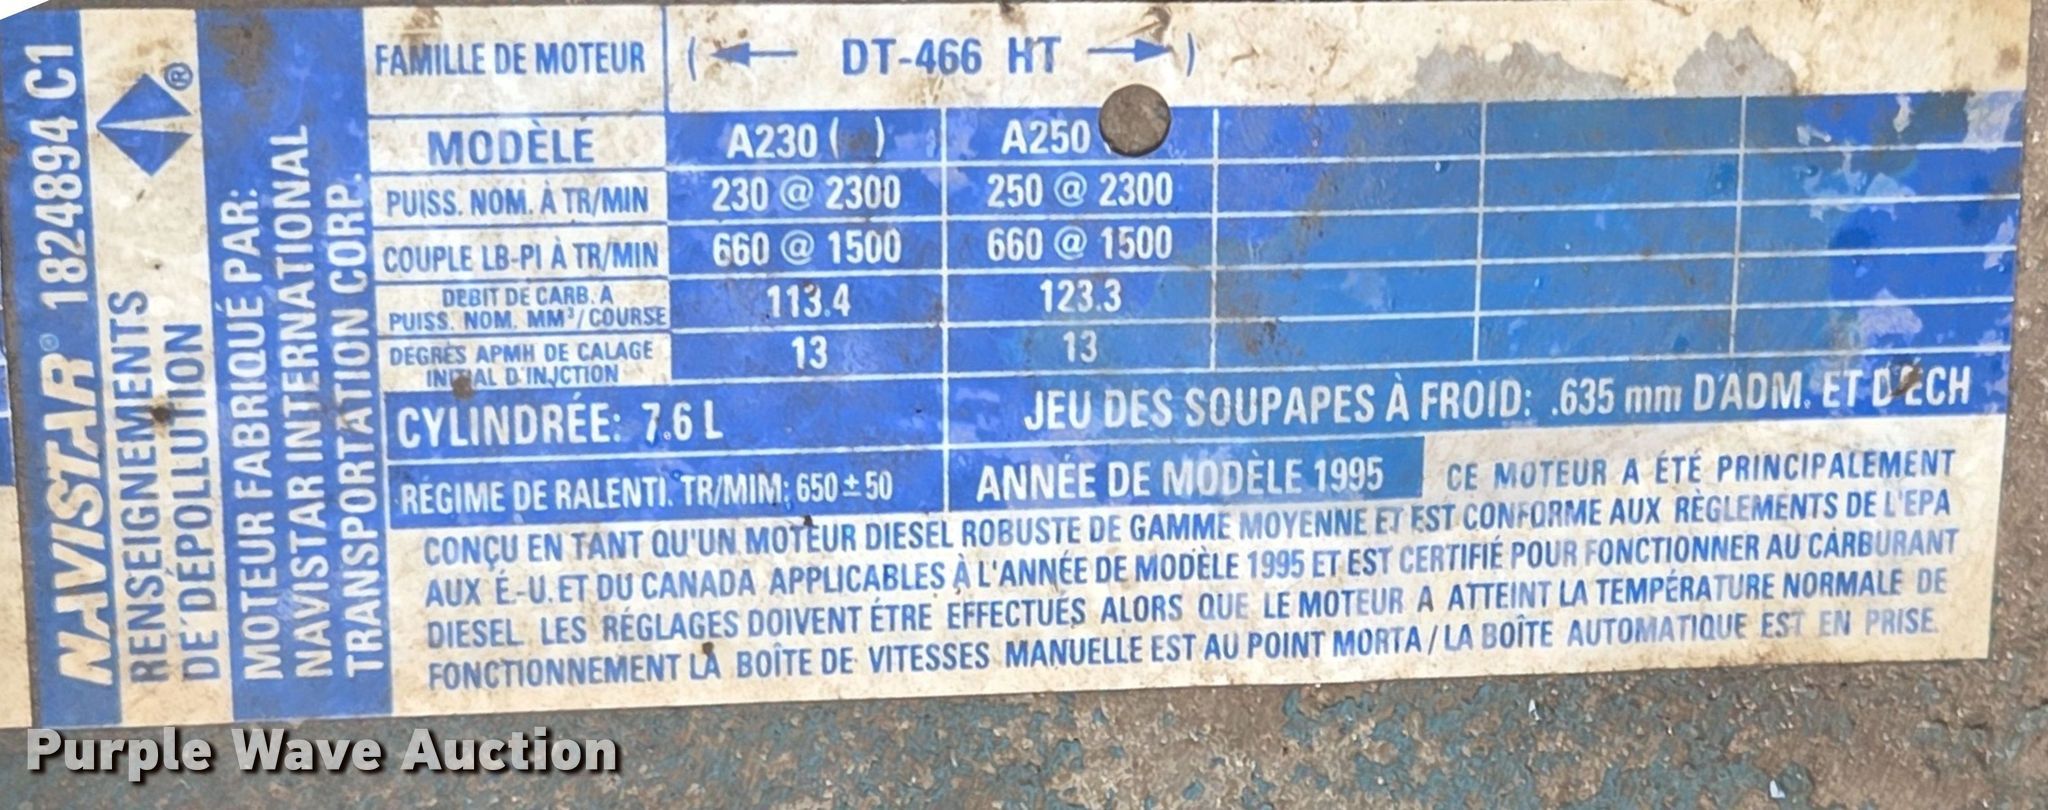 NAVISTAR® 1824894 C1
RENSEIGNEMENTS
DE DÉPOLLUTION
®
MOTEUR FABRIQUÉ PAR:
NAVISTAR INTERNATIONAL
TRANSPORTATION CORP.
FAMILLE DE MOTEUR ( ← DT-466 HT → )
MODÈLE A230 ( ) A250
PUISS. NOM. À TR/MIN 230 @ 2300 250 @ 2300
COUPLE LB-PI À TR/MIN 660 @ 1500 660 @ 1500
DEBIT DE CARB. A
PUISS. NOM. MM³/COURSE 113.4 123.3
DEGRÈS APMH DE CALAGE
INITIAL D'INJCTION 13 13
CYLINDRÉE: 7.6 L JEU DES SOUPAPES À FROID: .635 mm D'ADM. ET D'ÉCH
RÉGIME DE RALENTI. TR/MIM: 650 ± 50 ANNÉE DE MODÈLE 1995 CE MOTEUR A ÉTÉ PRINCIPALEMENT
CONÇU EN TANT QU'UN MOTEUR DIESEL ROBUSTE DE GAMME MOYENNE ET EST CONFORME AUX RÈGLEMENTS DE L'EPA
AUX É.-U. ET DU CANADA APPLICABLES À L'ANNÉE DE MODÈLE 1995 ET EST CERTIFIÉ POUR FONCTIONNER AU CARBURANT
DIESEL. LES RÉGLAGES DOIVENT ÉTRE EFFECTUÉS ALORS QUE LE MOTEUR A ATTEINT LA TEMPÉRATURE NORMALE DE
FONCTIONNEMENT LA BOÎTE DE VITESSES MANUELLE EST AU POINT MORTA / LA BOÎTE AUTOMATIQUE EST EN PRISE.
Purple Wave Auction